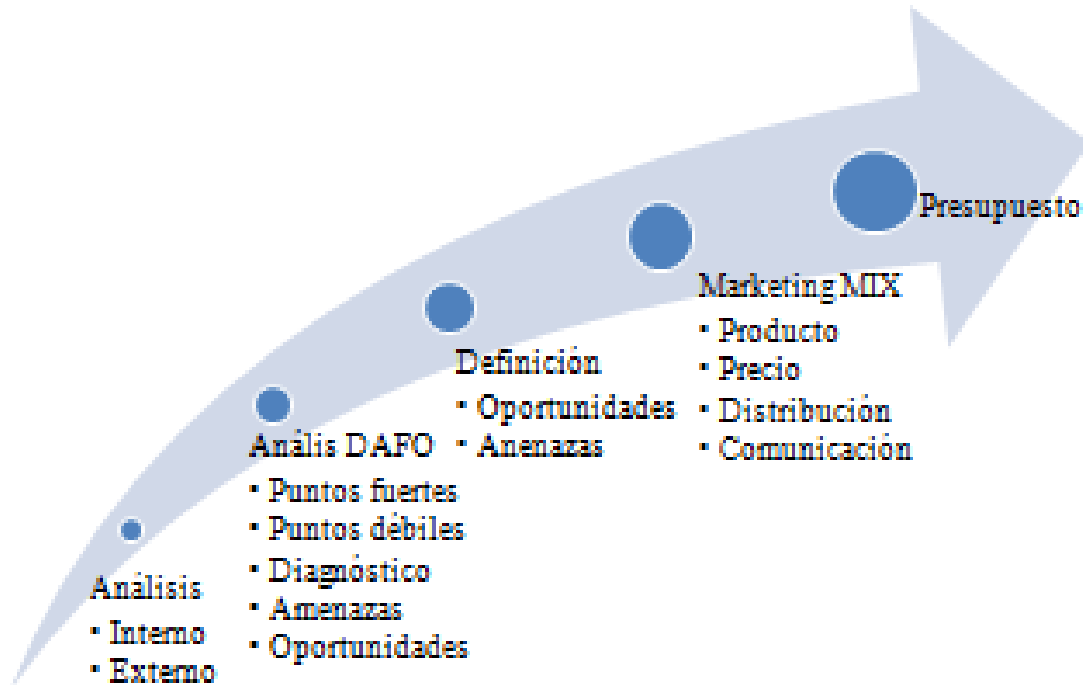 Análisis
• Interno
• Externo
Anális DAFO
• Puntos fuertes
• Puntos débiles
• Diagnóstico
• Amenazas
• Oportunidades
Definición
• Oportunidades
• Anenazas
Marketing MIX
• Producto
• Precio
• Distribución
• Comunicación
Presupuesto